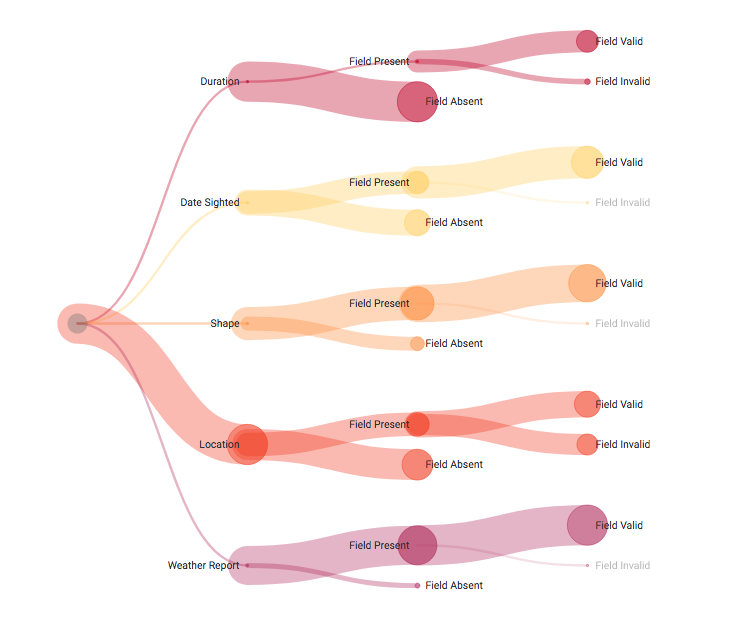 Duration
Field Present
Field Valid
Field Invalid
Field Absent
Date Sighted
Field Present
Field Valid
Field Invalid
Field Absent
Shape
Field Present
Field Valid
Field Invalid
Field Absent
Location
Field Present
Field Valid
Field Invalid
Field Absent
Weather Report
Field Present
Field Valid
Field Invalid
Field Absent